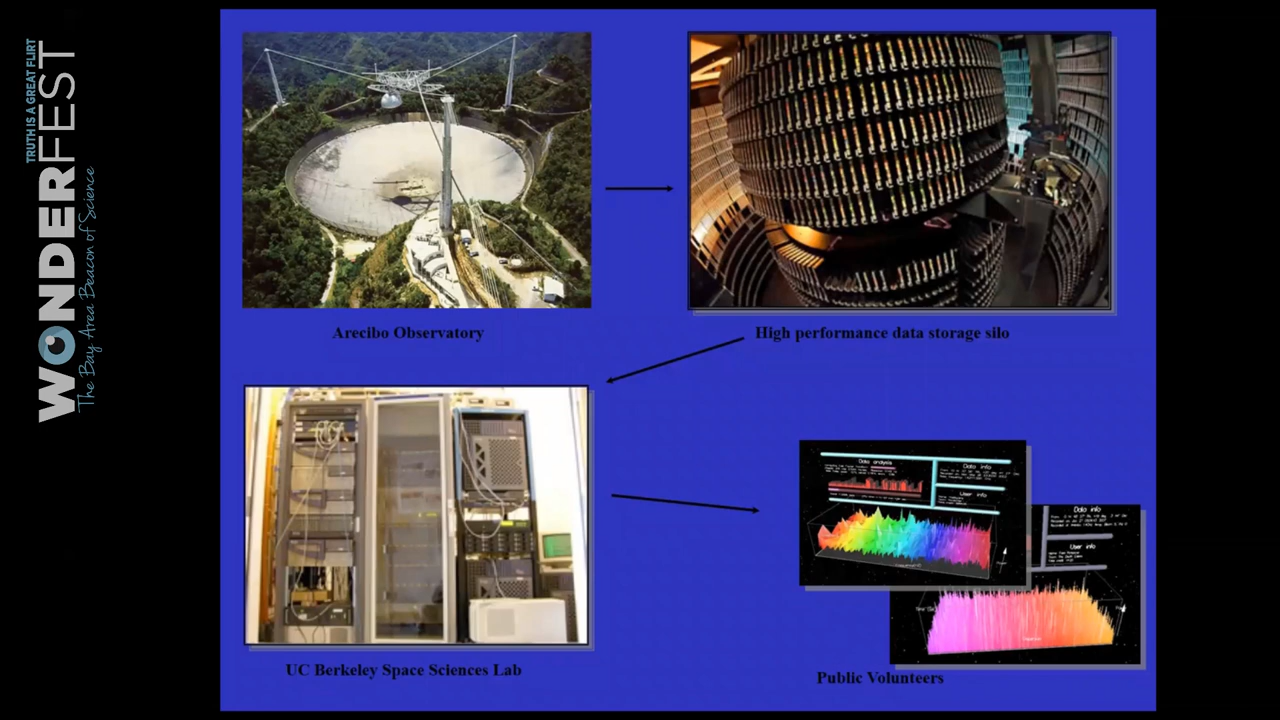 TRUTH IS A GREAT FLIRT
WONDERFEST
The Bay Area Beacon of Science
Arecibo Observatory
High performance data storage silo
UC Berkeley Space Sciences Lab
Data analysis
Data info
User info
Data info
User info
Public Volunteers